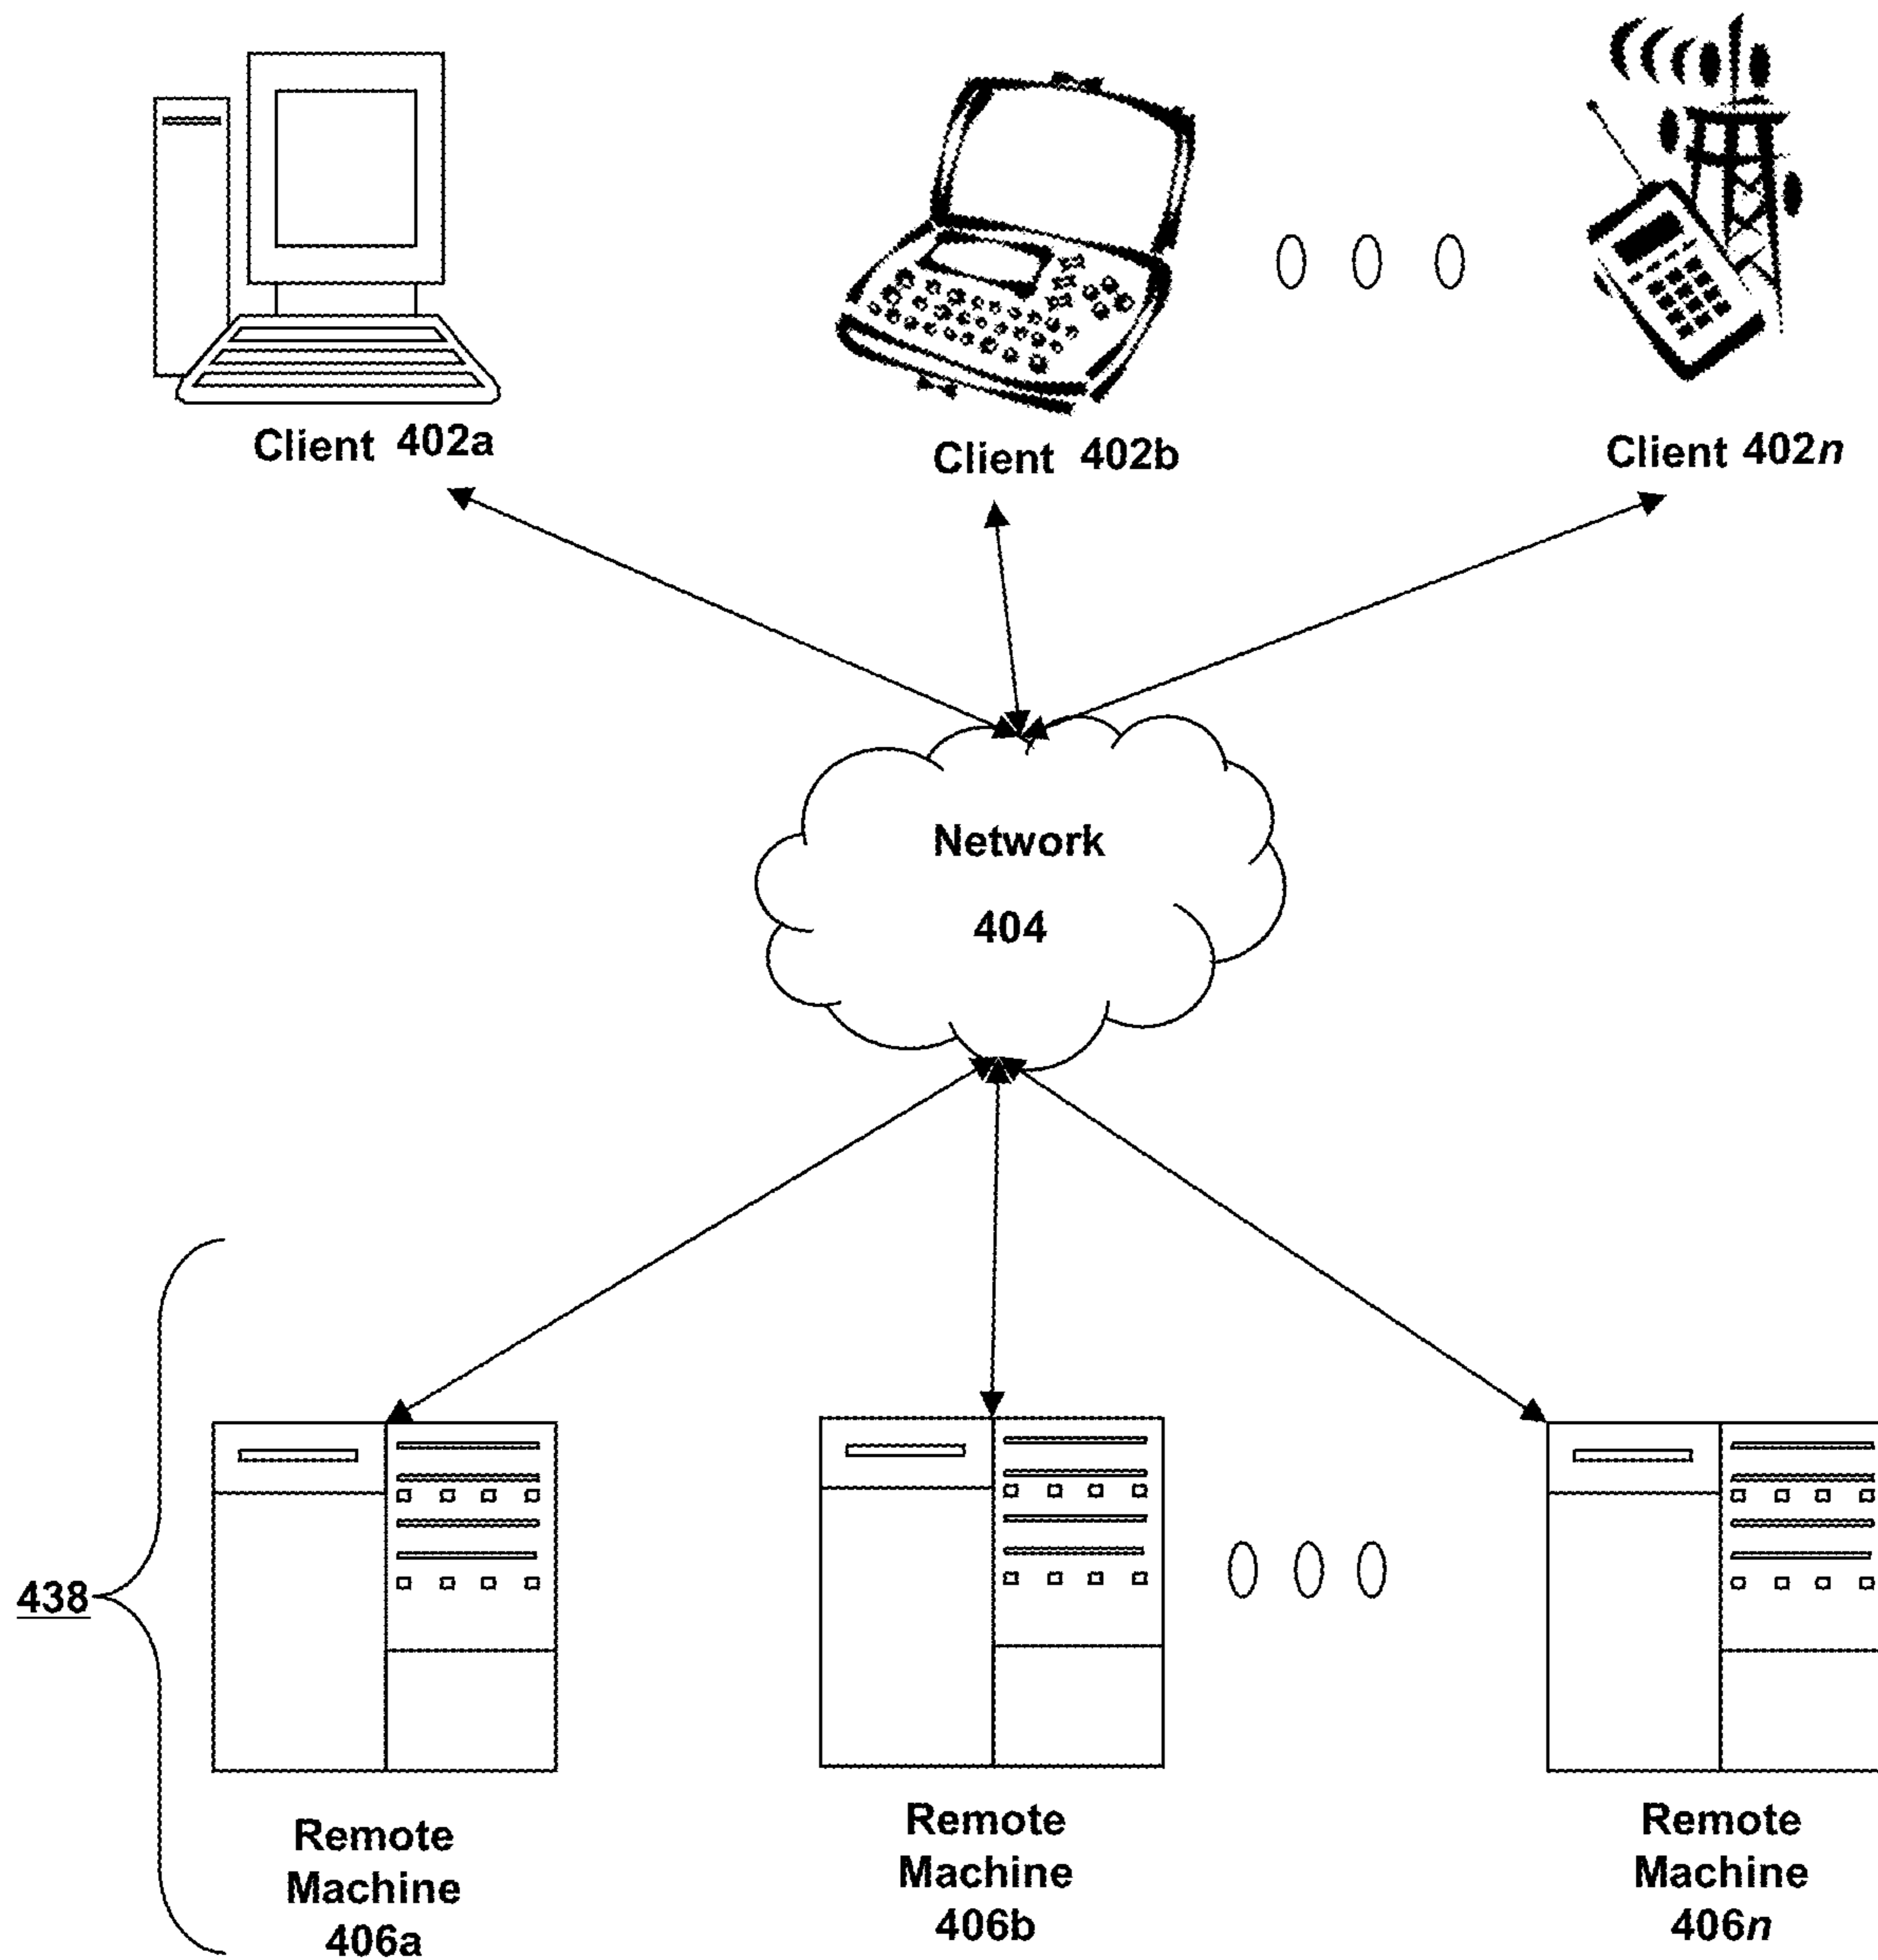 Client 402a
Client 402b
Client 402n
Network
404
438
Remote
Machine
406a
Remote
Machine
406b
Remote
Machine
406n